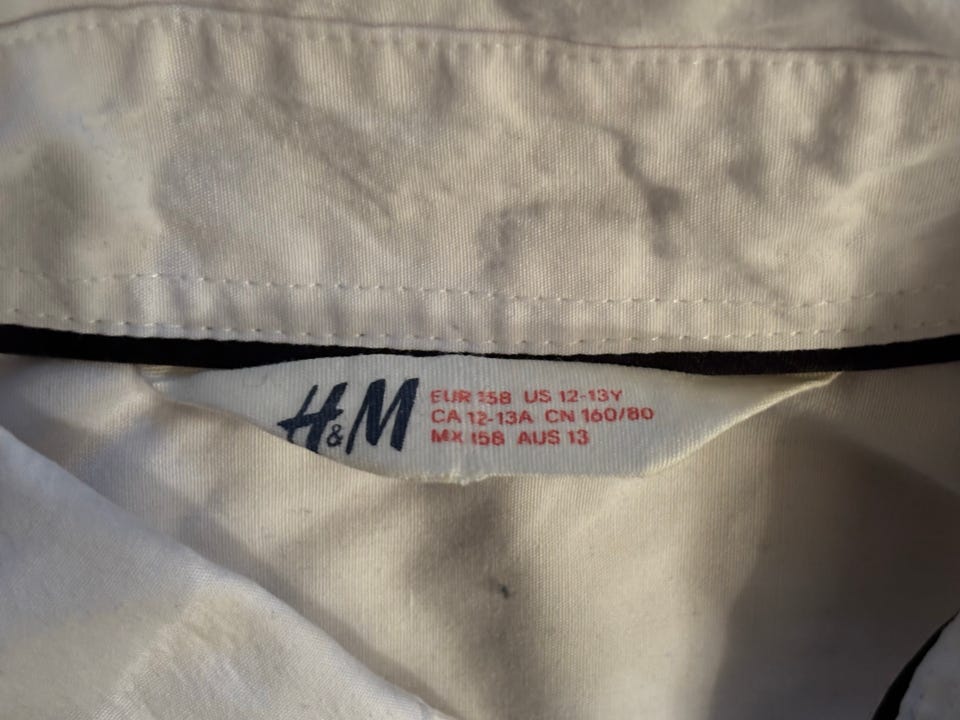 H&M
EUR 158 US 12-13Y
CA 12-13A CN 160/80
MX 158 AUS 13